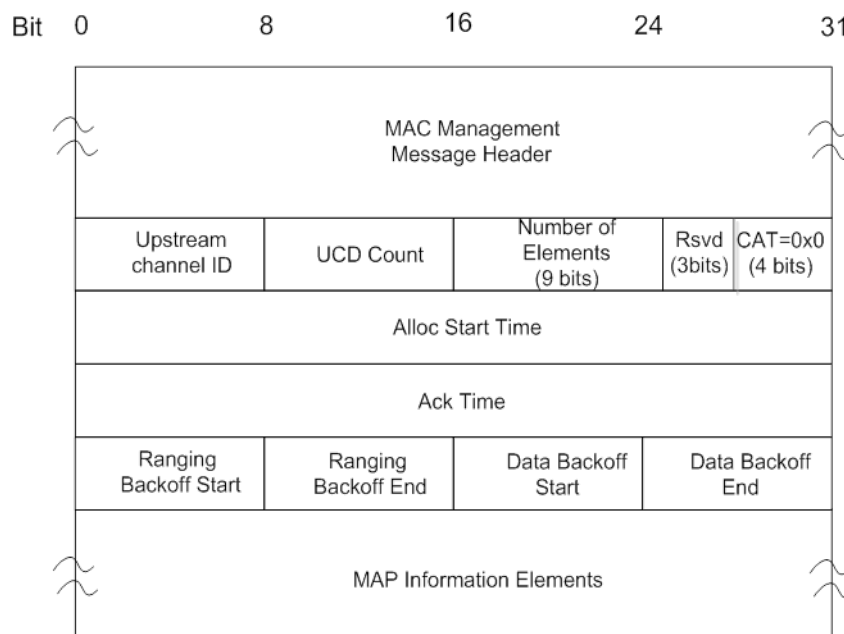 Bit 0 8 16 24 31
MAC Management
Message Header
Upstream
channel ID
UCD Count
Number of
Elements
(9 bits)
Rsvd
(3bits)
CAT=0x0
(4 bits)
Alloc Start Time
Ack Time
Ranging
Backoff Start
Ranging
Backoff End
Data Backoff
Start
Data Backoff
End
MAP Information Elements